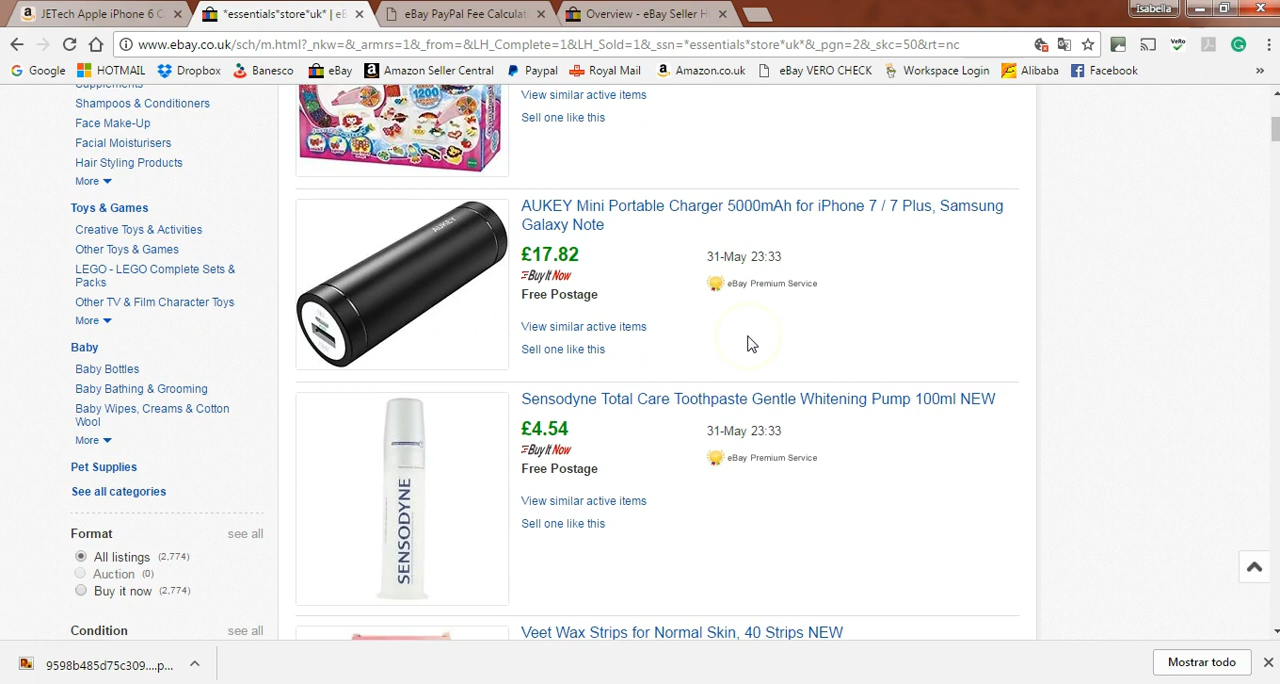 JETech Apple iPhone 6 C
*essentials*store*uk* | eB
eBay PayPal Fee Calculat
Overview - eBay Seller H
Isabella
www.ebay.co.uk/sch/m.html?_nkw=&_armrs=1&_from=&LH_Complete=1&LH_Sold=1&_ssn=*essentials*store*uk*&_pgn=2&_skc=50&rt=nc
Google HOTMAIL Dropbox Banesco eBay Amazon Seller Central Paypal Royal Mail Amazon.co.uk eBay VERO CHECK Workspace Login Alibaba Facebook »
Supplements
Shampoos & Conditioners
Face Make-Up
Facial Moisturisers
Hair Styling Products
More
Toys & Games
Creative Toys & Activities
Other Toys & Games
LEGO - LEGO Complete Sets &
Packs
Other TV & Film Character Toys
More
Baby
Baby Bottles
Baby Bathing & Grooming
Baby Wipes, Creams & Cotton
Wool
More
Pet Supplies
See all categories
Format see all
All listings (2,774)
Auction (0)
Buy it now (2,774)
Condition see all
1200
View similar active items
Sell one like this
AUKEY
AUKEY Mini Portable Charger 5000mAh for iPhone 7 / 7 Plus, Samsung
Galaxy Note
£17.82 31-May 23:33
Buy It Now eBay Premium Service
Free Postage
View similar active items
Sell one like this
SENSODYNE
Sensodyne Total Care Toothpaste Gentle Whitening Pump 100ml NEW
£4.54 31-May 23:33
Buy It Now eBay Premium Service
Free Postage
View similar active items
Sell one like this
Veet Wax Strips for Normal Skin, 40 Strips NEW
9598b485d75c309....p...
Mostrar todo